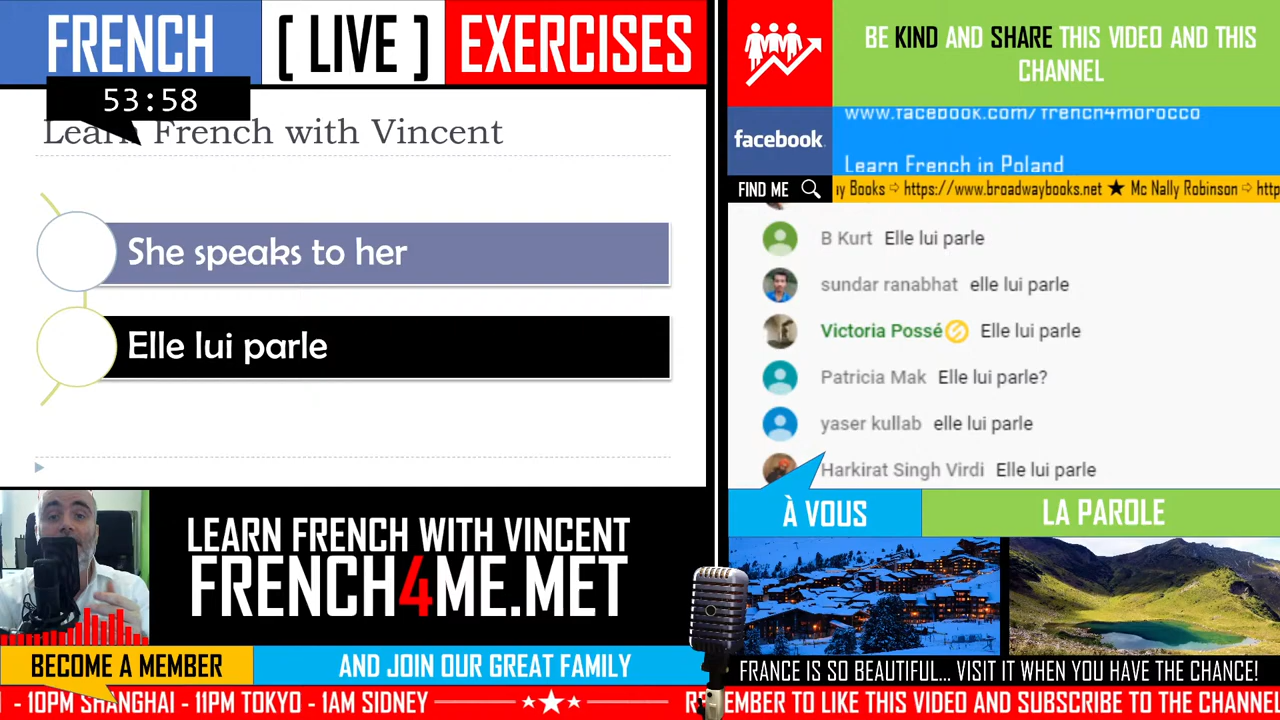 FRENCH
[ LIVE ]
EXERCISES
53:58
Learn French with Vincent
She speaks to her
Elle lui parle
LEARN FRENCH WITH VINCENT
FRENCH4ME.MET
BECOME A MEMBER
AND JOIN OUR GREAT FAMILY
- 10PM SHANGHAI - 11PM TOKYO - 1AM SIDNEY
BE KIND AND SHARE THIS VIDEO AND THIS
CHANNEL
facebook.
www.facebook.com/french4morocco
Learn French in Poland
FIND ME
Books ⇨ https://www.broadwaybooks.net ★ Mc Nally Robinson ⇨
B Kurt Elle lui parle
sundar ranabhat elle lui parle
Victoria Possé Elle lui parle
Patricia Mak Elle lui parle?
yaser kullab elle lui parle
Harkirat Singh Virdi Elle lui parle
À VOUS
LA PAROLE
FRANCE IS SO BEAUTIFUL... VISIT IT WHEN YOU HAVE THE CHANCE!
REMEMBER TO LIKE THIS VIDEO AND SUBSCRIBE TO THE CHANNEL